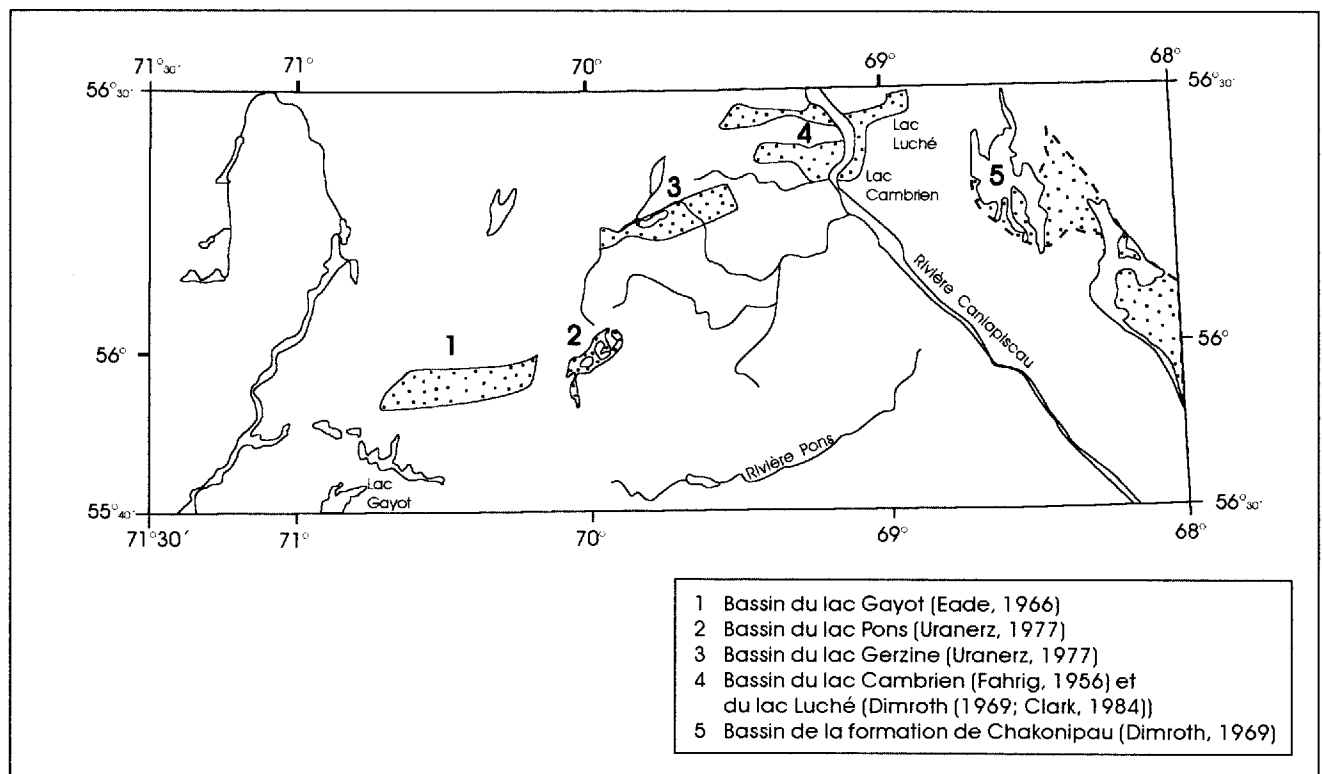 71°30' 71° 70° 69° 68°
56°30' 56°30'
4
Lac
Luché
5
Lac
Cambrien
3
Rivière Caniapiscau
56° 1 2 56°
Rivière Pons
Lac
Gayot
55°40' 56°30'
71°30' 71° 70° 69° 68°
1 Bassin du lac Gayot (Eade, 1966)
2 Bassin du lac Pons (Uranerz, 1977)
3 Bassin du lac Gerzine (Uranerz, 1977)
4 Bassin du lac Cambrien (Fahrig, 1956) et
du lac Luché (Dimroth (1969; Clark, 1984))
5 Bassin de la formation de Chakonipau (Dimroth, 1969)